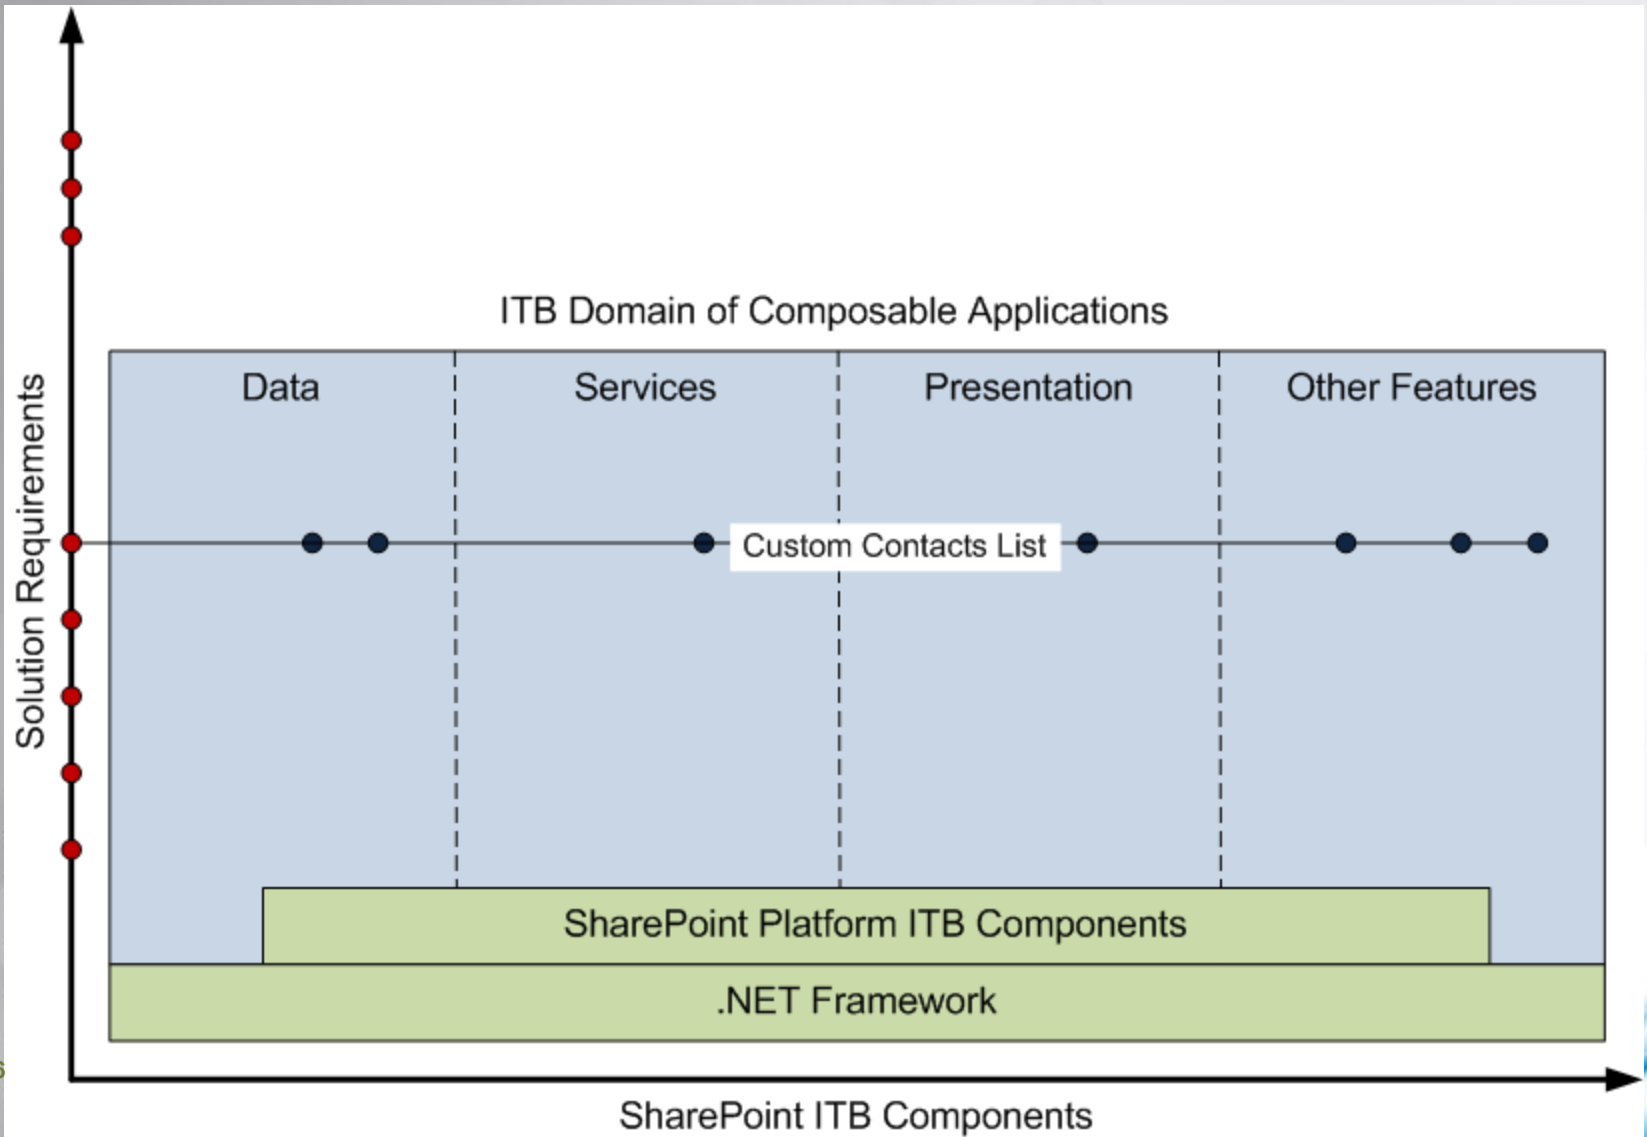 ITB Domain of Composable Applications
Data
Services
Presentation
Other Features
Solution Requirements
Custom Contacts List
SharePoint Platform ITB Components
.NET Framework
SharePoint ITB Components